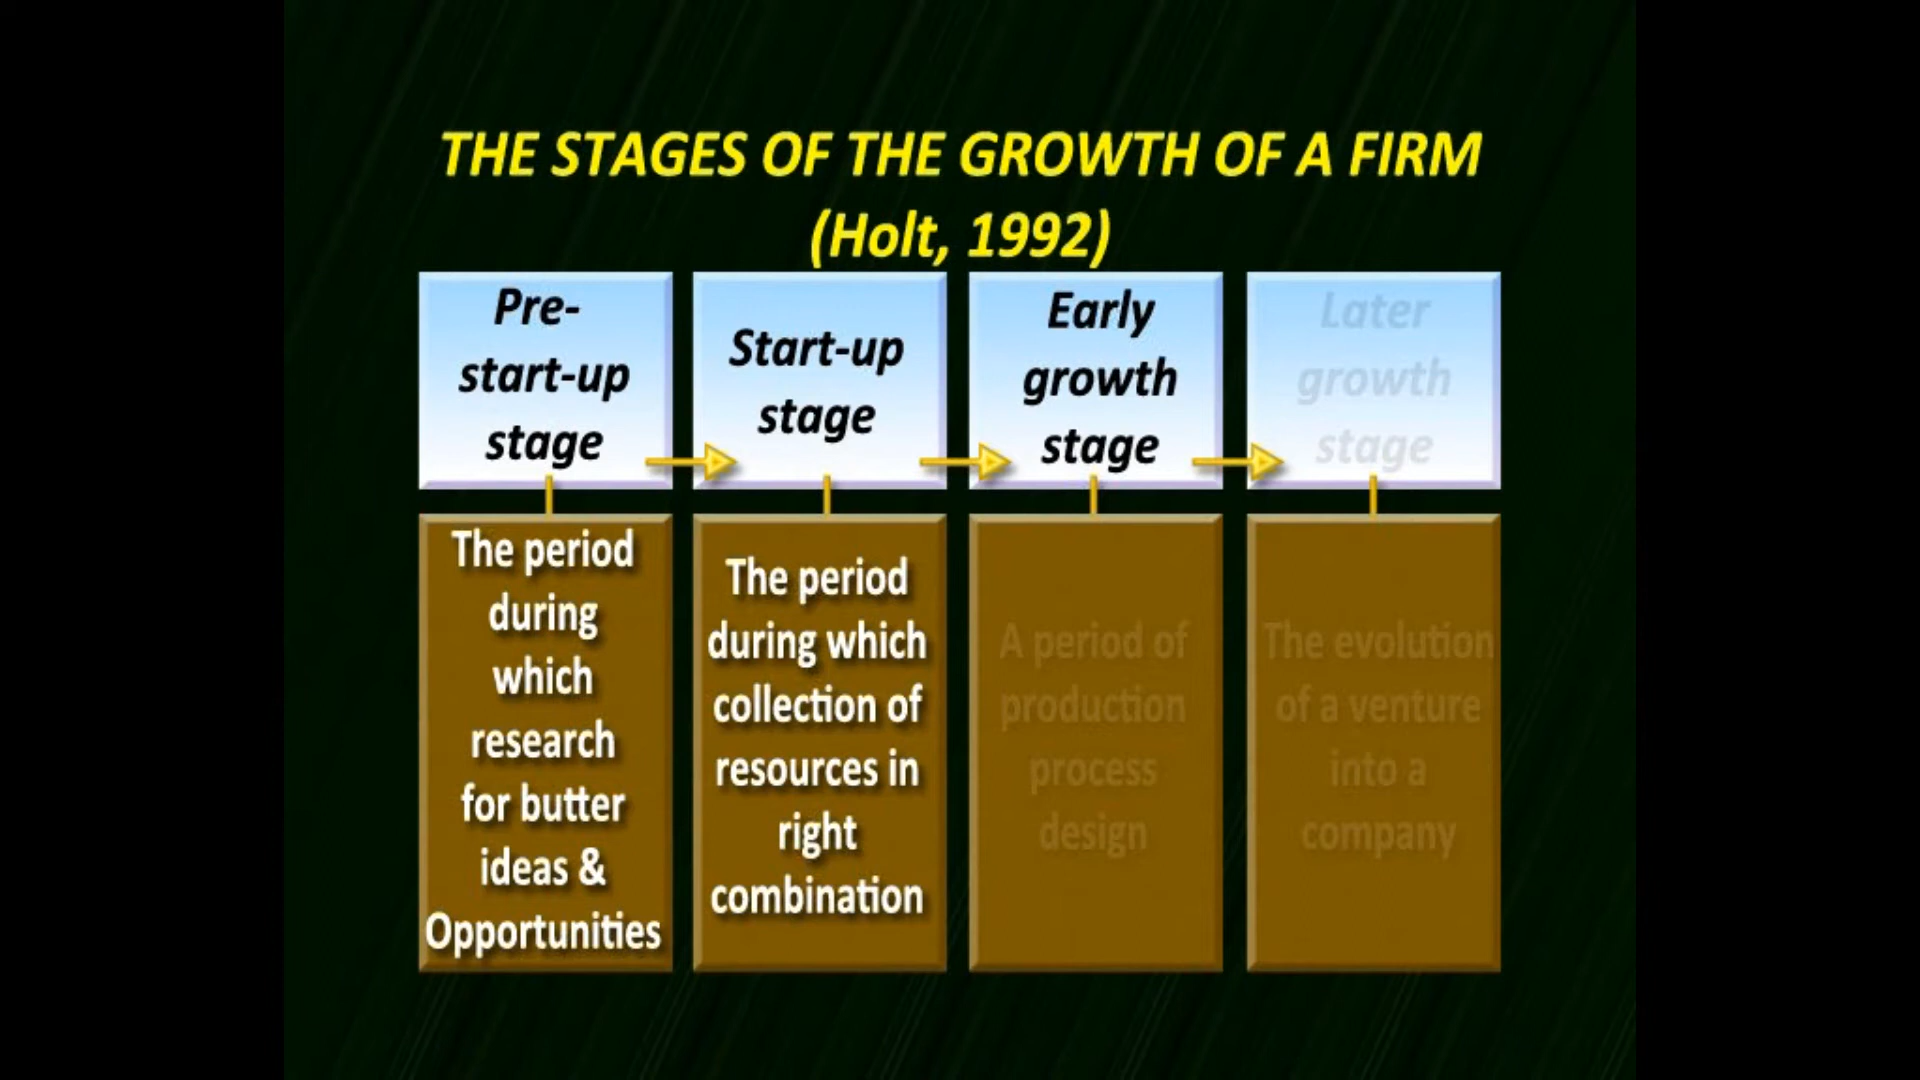 THE STAGES OF THE GROWTH OF A FIRM
(Holt, 1992)
Pre-
start-up
stage
Start-up
stage
Early
growth
stage
Later
growth
stage
The period
during
which
research
for butter
ideas &
Opportunities
The period
during which
collection of
resources in
right
combination
A period of
production
process
design
The evolution
of a venture
into a
company